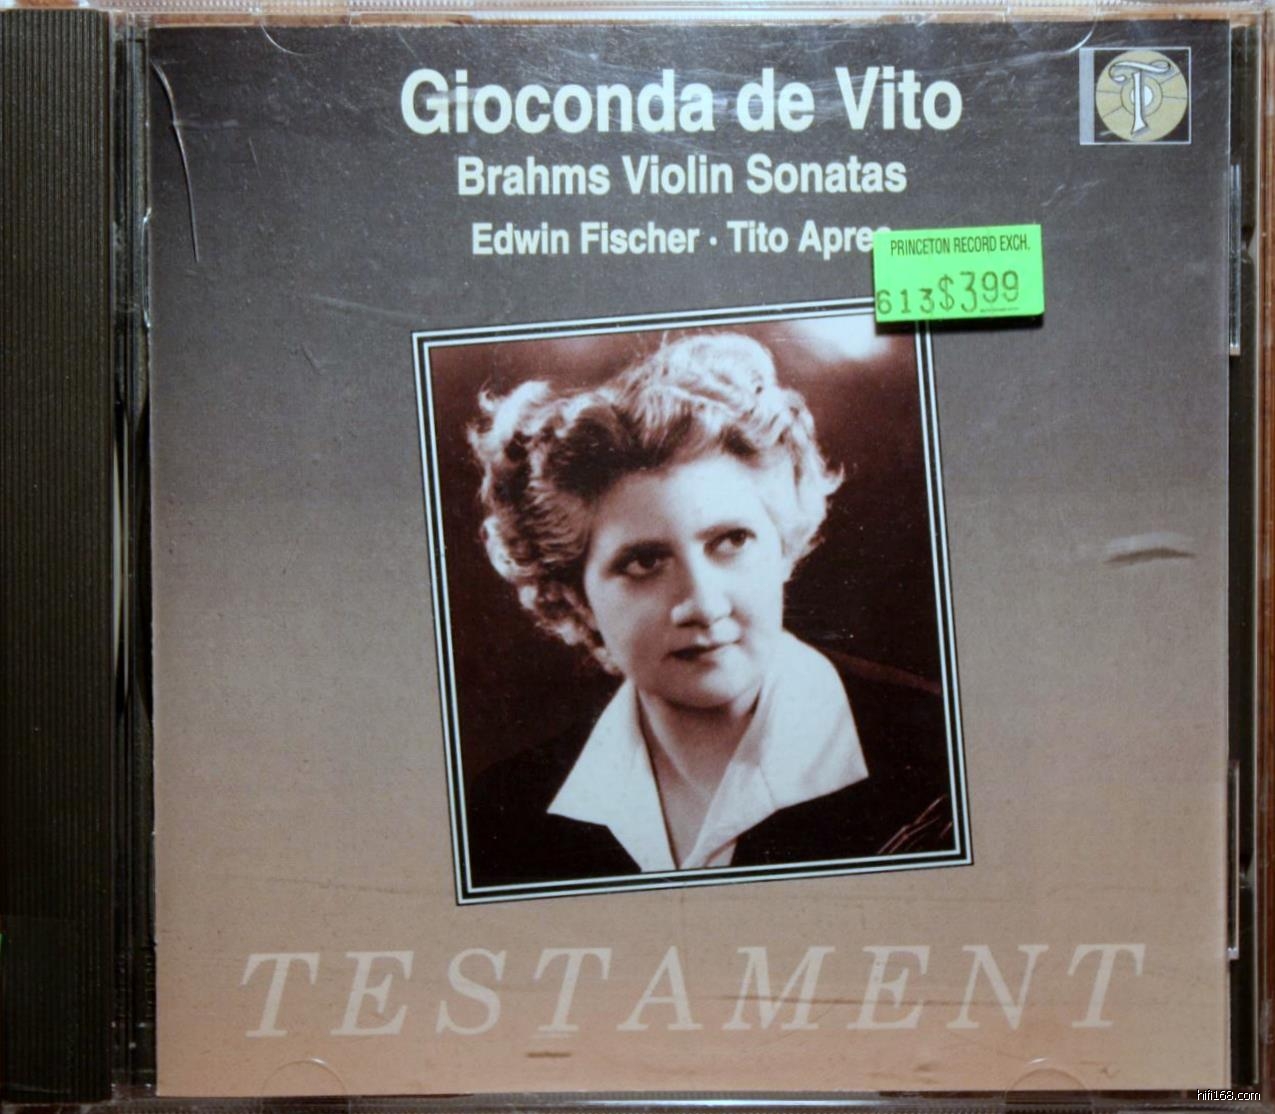 Gioconda de Vito
Brahms Violin Sonatas
Edwin Fischer · Tito Apre
PRINCETON RECORD EXCH.
613 $3.99
TESTAMENT
hifi168.com